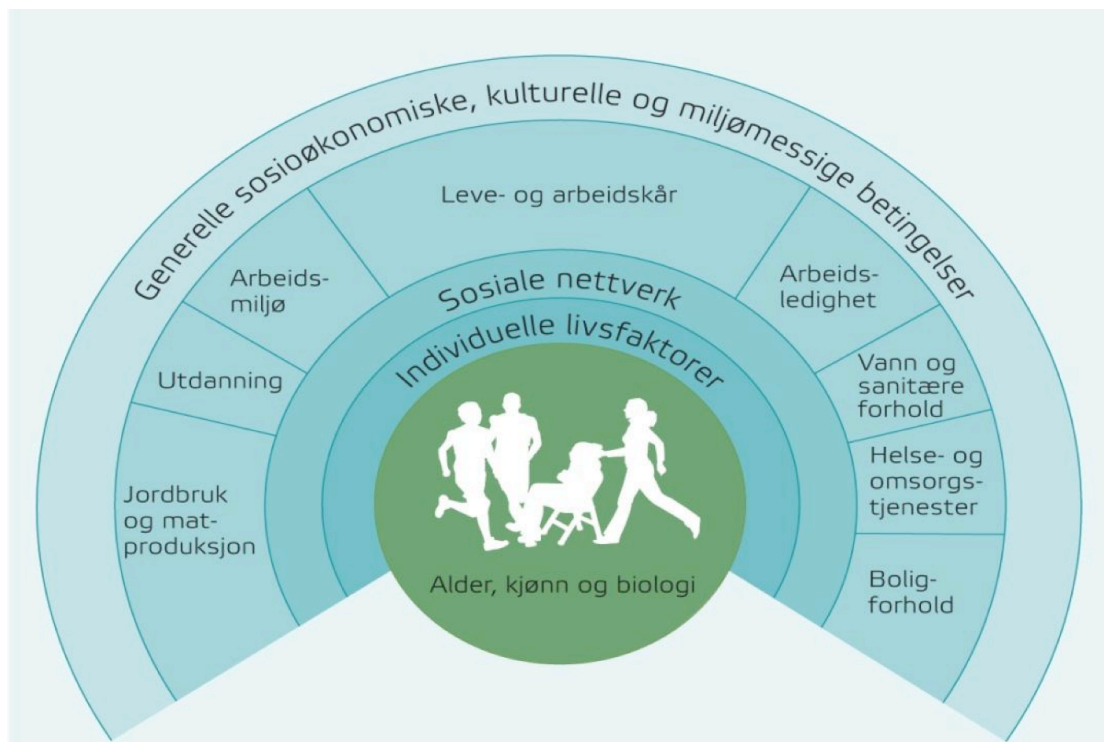 Generelle sosioøkonomiske, kulturelle og miljømessige betingelser
Leve- og arbeidskår
Arbeids-
miljø
Utdanning
Jordbruk
og mat-
produksjon
Arbeids-
ledighet
Vann og
sanitære
forhold
Helse- og
omsorgs-
tjenester
Bolig-
forhold
Sosiale nettverk
Individuelle livsfaktorer
Alder, kjønn og biologi